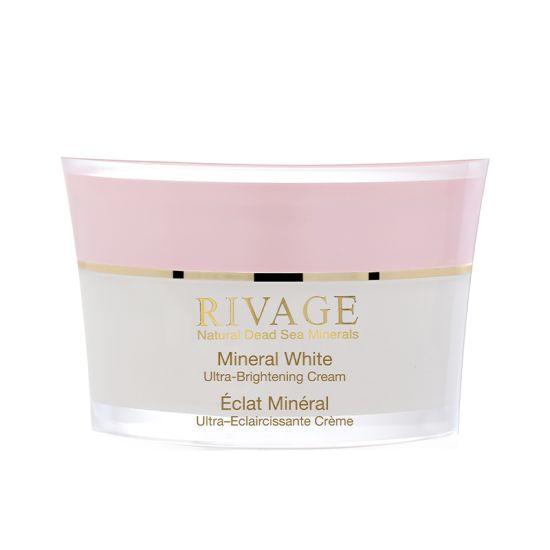 RIVAGE
Natural Dead Sea Minerals
Mineral White
Ultra-Brightening Cream
Éclat Minéral
Ultra–Eclaircissante Crème